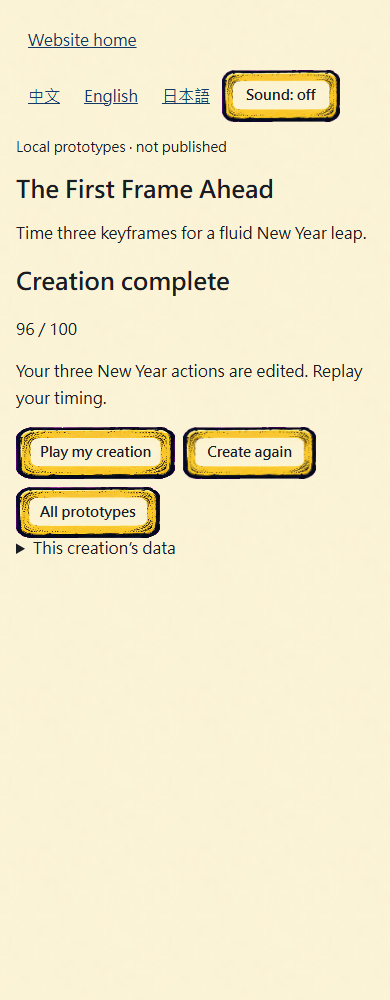 Website home
中文 English 日本語 Sound: off
Local prototypes · not published
The First Frame Ahead
Time three keyframes for a fluid New Year leap.
Creation complete
96 / 100
Your three New Year actions are edited. Replay
your timing.
Play my creation Create again
All prototypes
This creation’s data